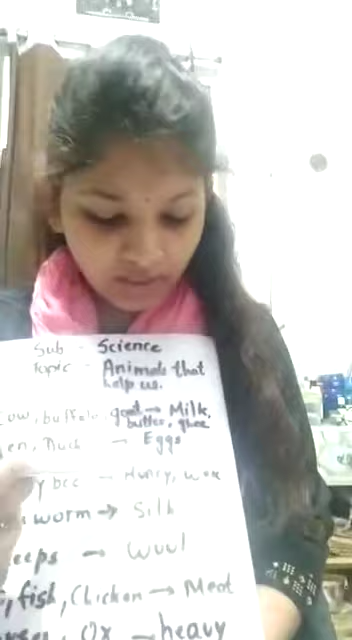 Sub - Science
Topic - Animals that
help us.
Cow, buffalo, goat → Milk,
butter, ghee
en, Duck → Eggs
y bee → Honey, wax
worm → Silk
eeps → Wool
, fish, Chicken → Meat
Ox → heavy